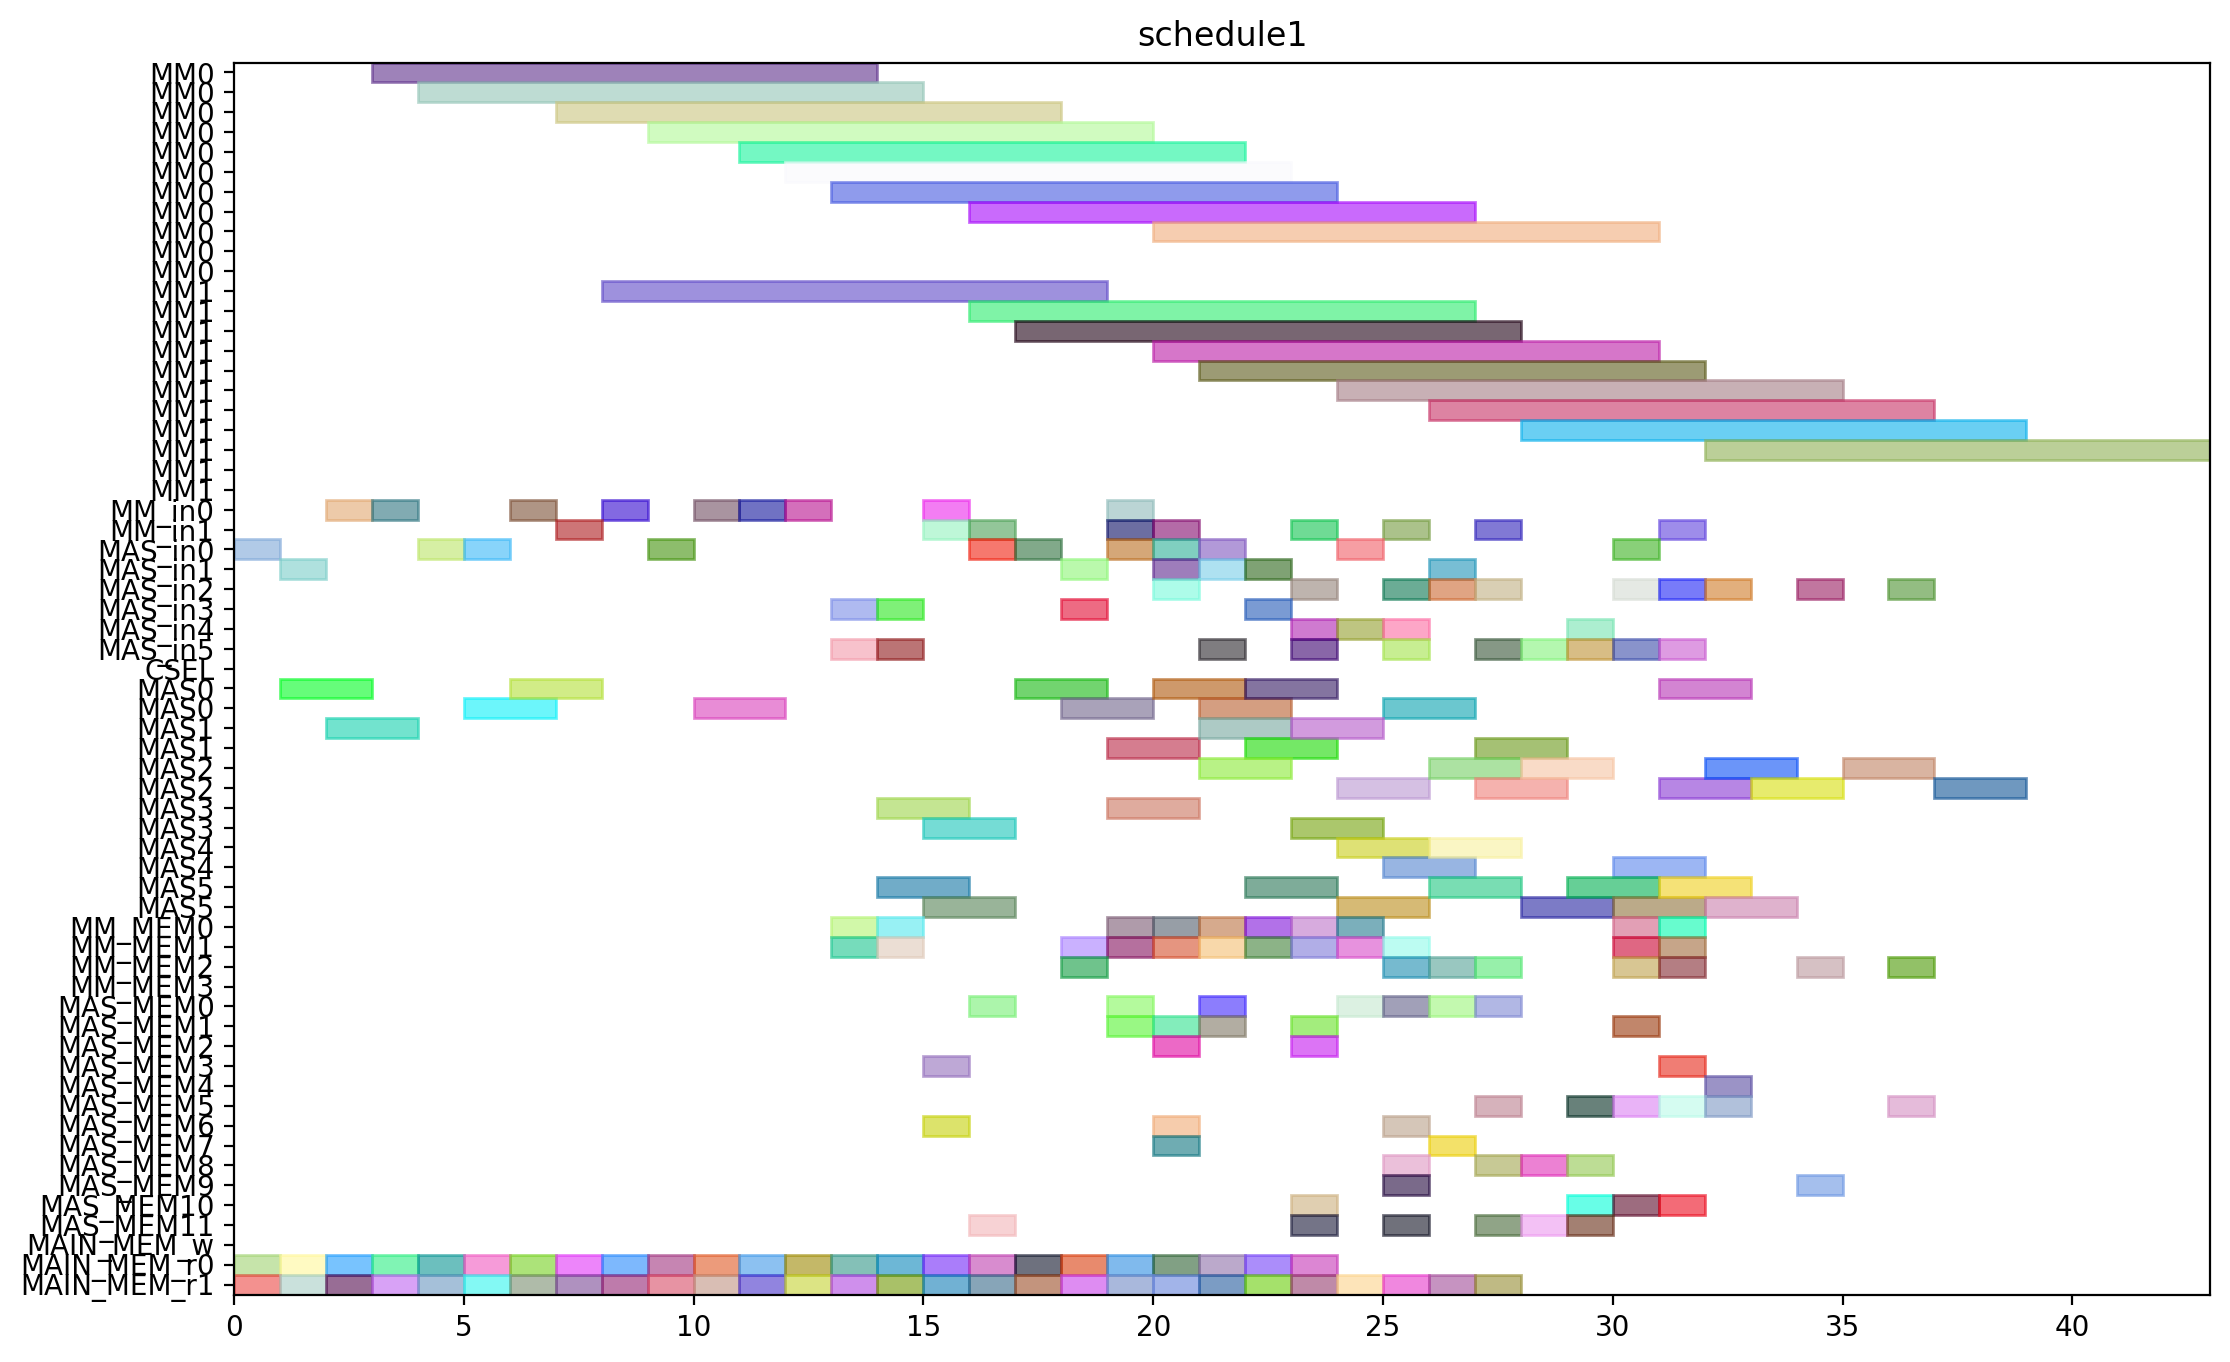 schedule1
MM0
MM0
MM0
MM0
MM0
MM0
MM0
MM0
MM0
MM0
MM0
MM1
MM1
MM1
MM1
MM1
MM1
MM1
MM1
MM1
MM1
MM1
MM_in0
MM_in1
MAS_in0
MAS_in1
MAS_in2
MAS_in3
MAS_in4
MAS_in5
CSEL
MAS0
MAS0
MAS1
MAS1
MAS2
MAS2
MAS3
MAS3
MAS4
MAS4
MAS5
MAS5
MM_MEM0
MM_MEM1
MM_MEM2
MM_MEM3
MAS_MEM0
MAS_MEM1
MAS_MEM2
MAS_MEM3
MAS_MEM4
MAS_MEM5
MAS_MEM6
MAS_MEM7
MAS_MEM8
MAS_MEM9
MAS_MEM10
MAS_MEM11
MAIN_MEM_w
MAIN_MEM_r0
MAIN_MEM_r1
0 5 10 15 20 25 30 35 40